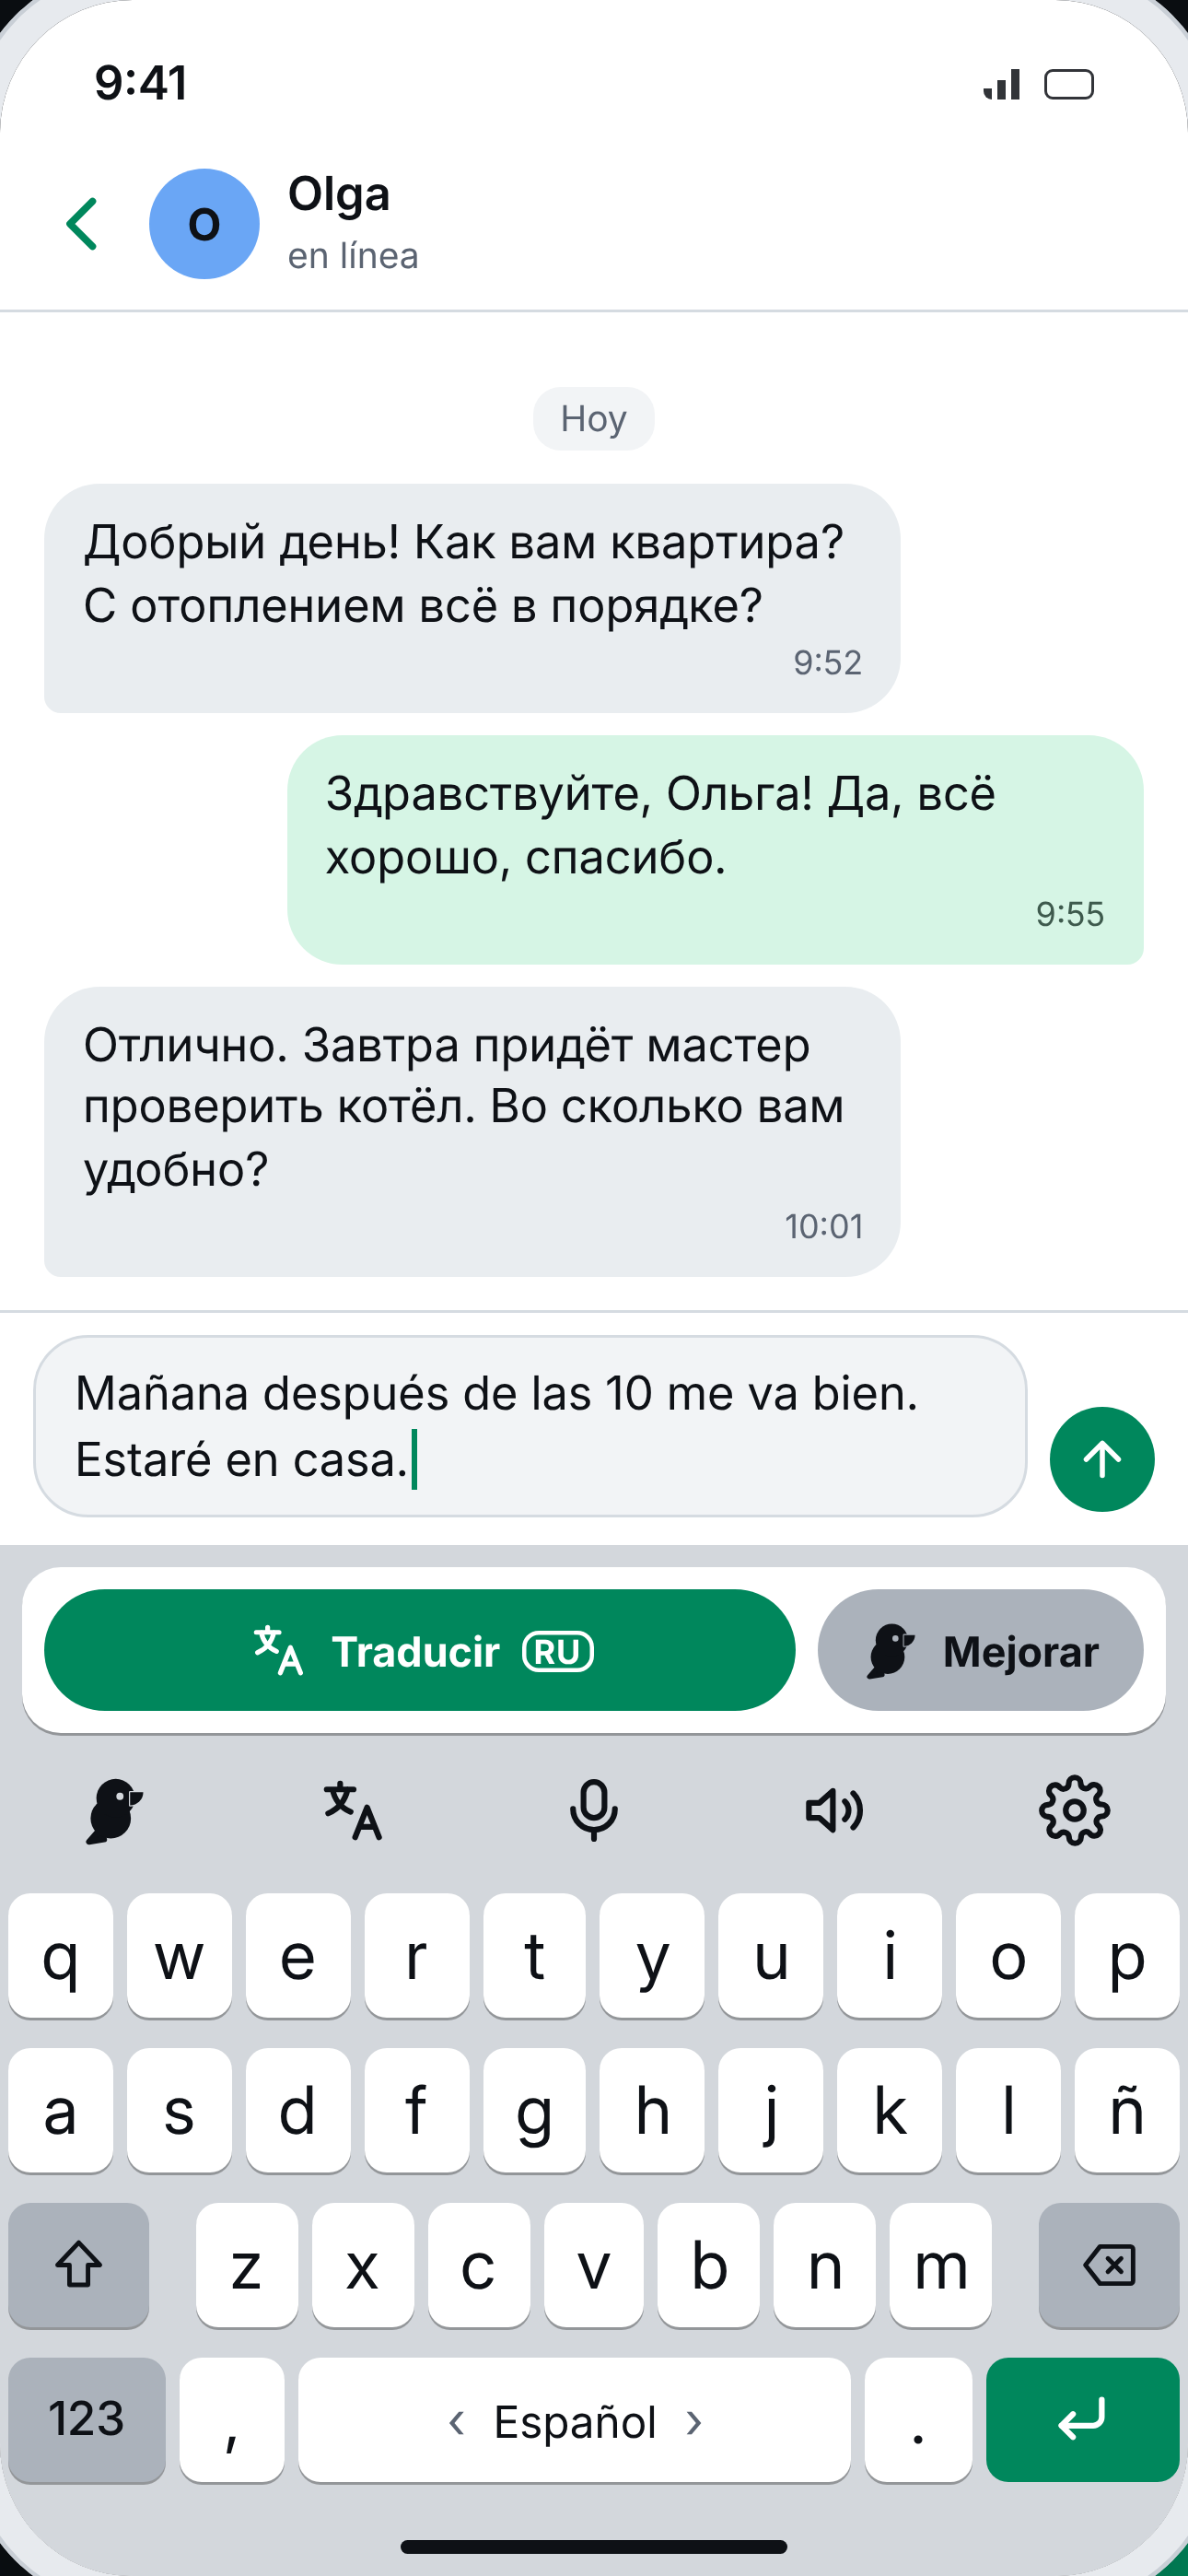 9:41
O
Olga
en línea
Hoy
Добрый день! Как вам квартира?
С отоплением всё в порядке?
9:52
Здравствуйте, Ольга! Да, всё
хорошо, спасибо.
9:55
Отлично. Завтра придёт мастер
проверить котёл. Во сколько вам
удобно?
10:01
Mañana después de las 10 me va bien.
Estaré en casa.
Traducir RU Mejorar
q w e r t y u i o p
a s d f g h j k l ñ
z x c v b n m
123 , ‹ Español › .